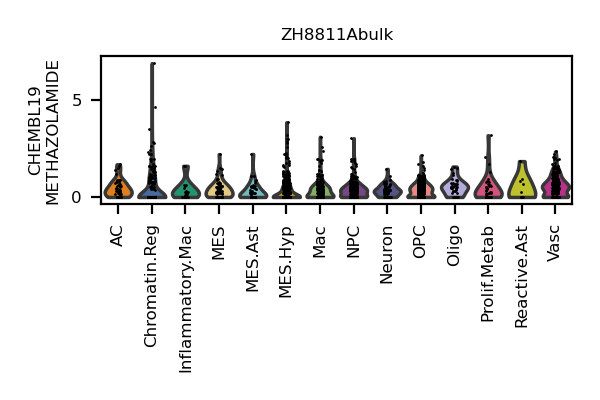 ZH8811Abulk
CHEMBL19
METHAZOLAMIDE
5
0
AC
Chromatin.Reg
Inflammatory.Mac
MES
MES.Ast
MES.Hyp
Mac
NPC
Neuron
OPC
Oligo
Prolif.Metab
Reactive.Ast
Vasc